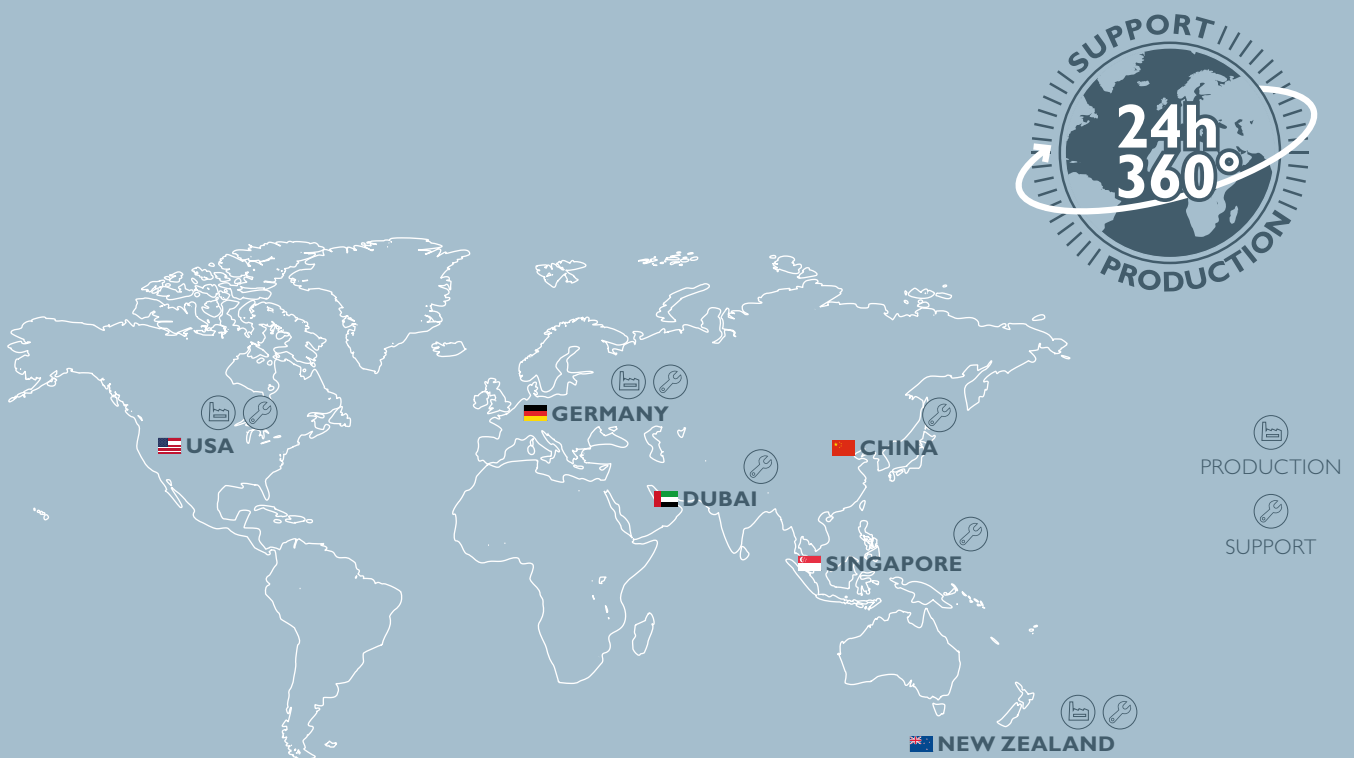 SUPPORT
24h
360°
PRODUCTION
USA
GERMANY
CHINA
DUBAI
SINGAPORE
NEW ZEALAND
PRODUCTION
SUPPORT